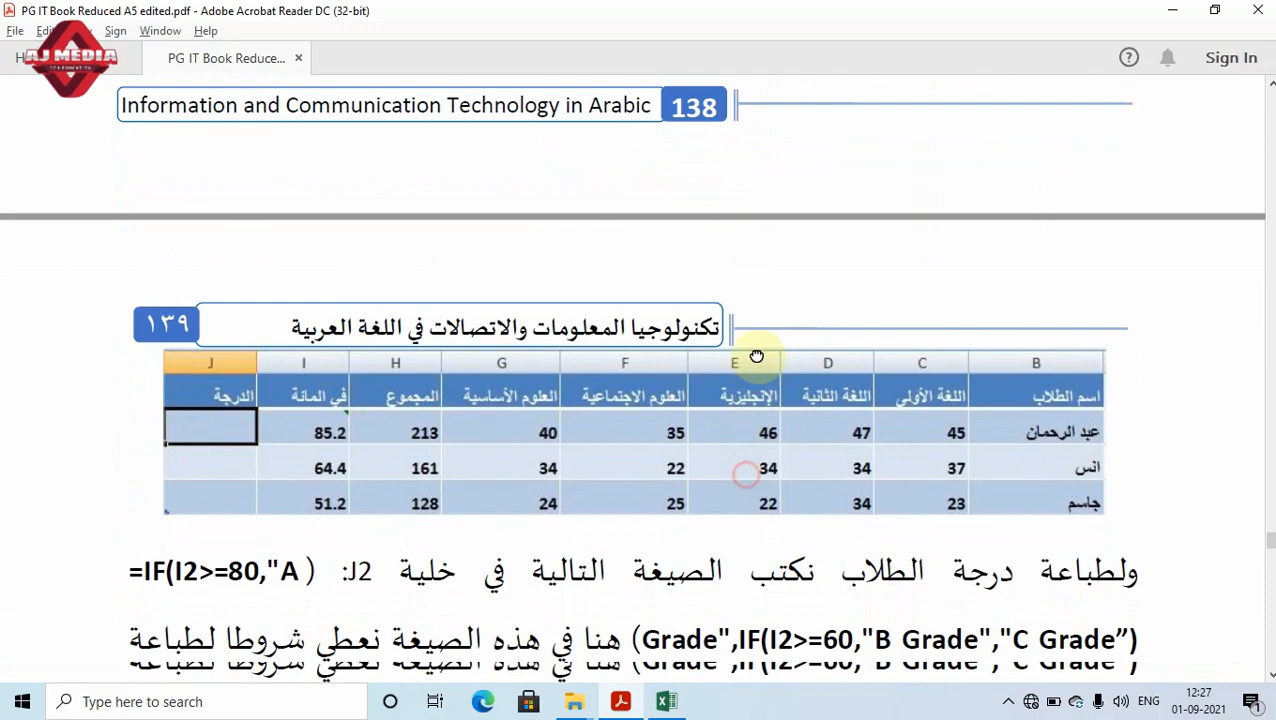 PG IT Book Reduced A5 edited.pdf - Adobe Acrobat Reader DC (32-bit)
File Sign Window Help
AJ MEDIA
PG IT Book Reduce... × Sign In
Information and Communication Technology in Arabic 138
تكنولوجيا المعلومات والاتصالات في اللغة العربية ١٣٩
J I H G F E D C B
اسم الطلاب اللغة الأولى اللغة الثانية الإنجليزية العلوم الاجتماعية العلوم الأساسية المجموع في المائة الدرجة
عبد الرحمان 45 47 46 35 40 213 85.2
انس 37 34 34 22 34 161 64.4
جاسم 23 34 22 25 24 128 51.2
ولطباعة درجة الطلاب نكتب الصيغة التالية في خلية J2: ( =IF(I2>=80,"A
Grade",IF(I2>=60,"B Grade","C Grade”) هنا في هذه الصيغة نعطي شروطا لطباعة
Type here to search
ENG 12:27
01-09-2021